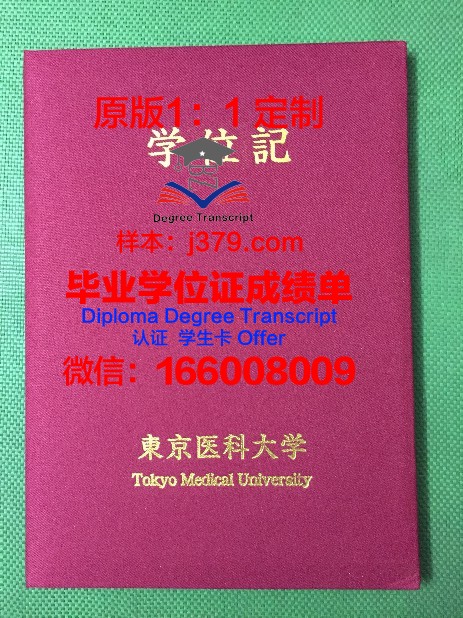 原版1：1 定制
学位記
Degree Transcript
样本：j379.com
毕业学位证成绩单
Diploma Degree Transcript
认证 学生卡 Offer
微信：166008009
東京医科大学
Tokyo Medical University